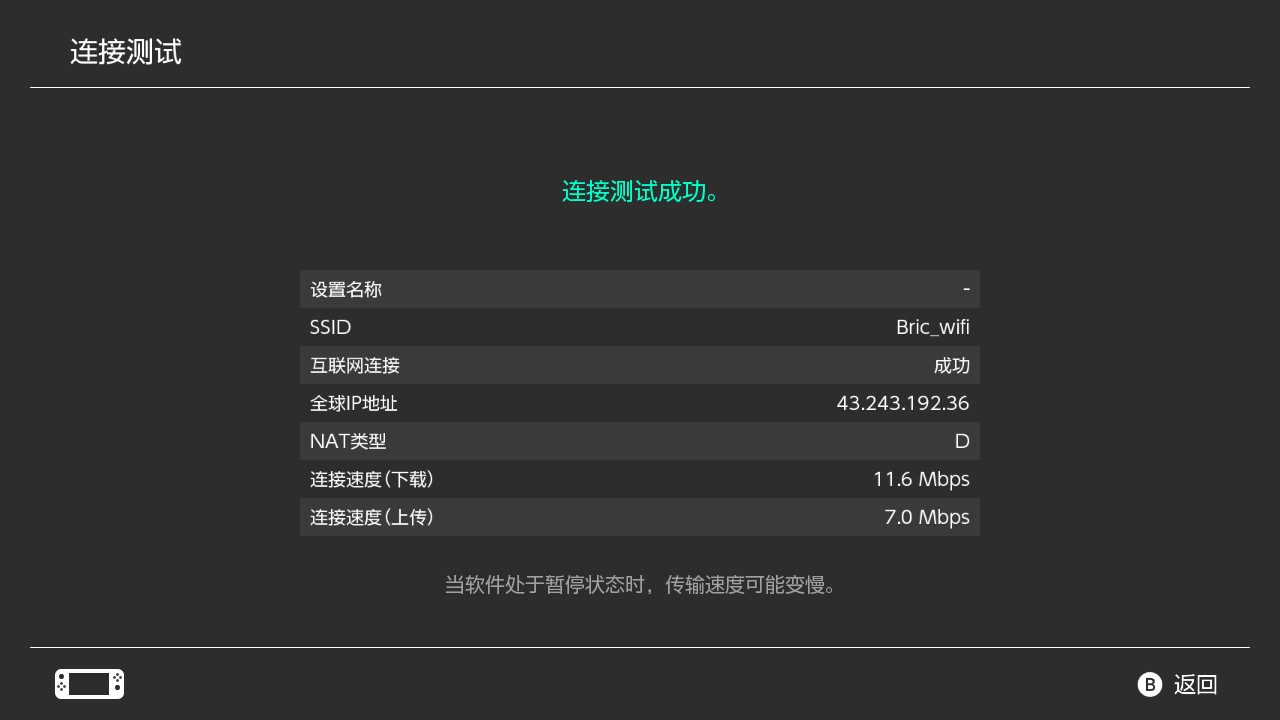 连接测试
连接测试成功。
设置名称 -
SSID Bric_wifi
互联网连接 成功
全球IP地址 43.243.192.36
NAT类型 D
连接速度(下载) 11.6 Mbps
连接速度(上传) 7.0 Mbps
当软件处于暂停状态时，传输速度可能变慢。
B 返回